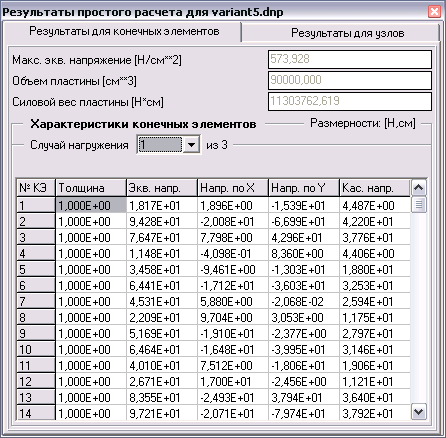 Результаты простого расчета для variant5.dnp
Результаты для конечных элементов Результаты для узлов
Макс. экв. напряжение [Н/см**2] 573,928
Объем пластины [см**3] 90000,000
Силовой вес пластины [Н*см] 11303762,619
Характеристики конечных элементов Размерности: [Н,см]
Случай нагружения 1 из 3
№ КЭ Толщина Экв. напр. Напр. по X Напр. по Y Кас. напр.
1 1,000E+00 1,817E+01 1,896E+00 -1,539E+01 4,487E+00
2 1,000E+00 9,428E+01 -2,008E+01 -6,699E+01 4,220E+01
3 1,000E+00 7,647E+01 7,798E+00 4,296E+01 3,776E+01
4 1,000E+00 1,148E+01 -4,098E-01 8,360E+00 4,406E+00
5 1,000E+00 3,458E+01 -9,461E+00 -1,303E+01 1,880E+01
6 1,000E+00 6,441E+01 -1,712E+01 -3,603E+01 3,253E+01
7 1,000E+00 4,531E+01 5,880E+00 -2,068E-02 2,594E+01
8 1,000E+00 2,209E+01 9,704E+00 3,053E+00 1,175E+01
9 1,000E+00 5,169E+01 -1,910E+01 -2,377E+00 2,797E+01
10 1,000E+00 6,464E+01 -1,648E+01 -3,995E+01 3,146E+01
11 1,000E+00 4,010E+01 7,512E+00 -1,806E+01 1,906E+01
12 1,000E+00 2,671E+01 1,700E+01 -2,456E+00 1,121E+01
13 1,000E+00 8,355E+01 -2,493E+01 3,794E+01 3,640E+01
14 1,000E+00 9,721E+01 -2,071E+01 -7,974E+01 3,792E+01